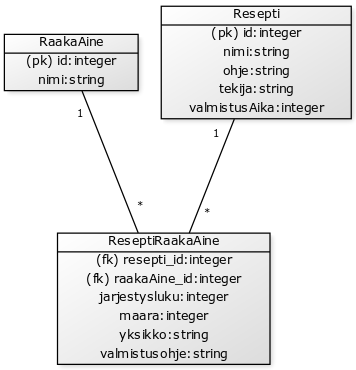 RaakaAine
(pk) id:integer
nimi:string
Resepti
(pk) id:integer
nimi:string
ohje:string
tekija:string
valmistusAika:integer
1
1
*
*
ReseptiRaakaAine
(fk) resepti_id:integer
(fk) raakaAine_id:integer
jarjestysluku:integer
maara:integer
yksikko:string
valmistusohje:string